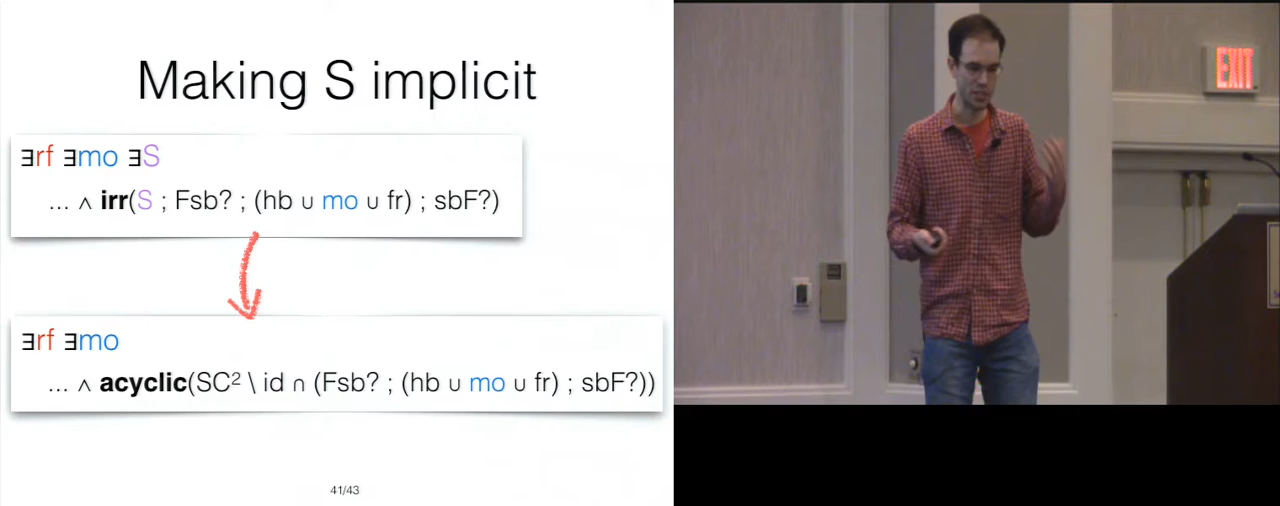 Making S implicit
∃rf ∃mo ∃S
... ∧ irr(S ; Fsb? ; (hb ∪ mo ∪ fr) ; sbF?)
∃rf ∃mo
... ∧ acyclic(SC² \ id ∩ (Fsb? ; (hb ∪ mo ∪ fr) ; sbF?))
41/43
EXIT